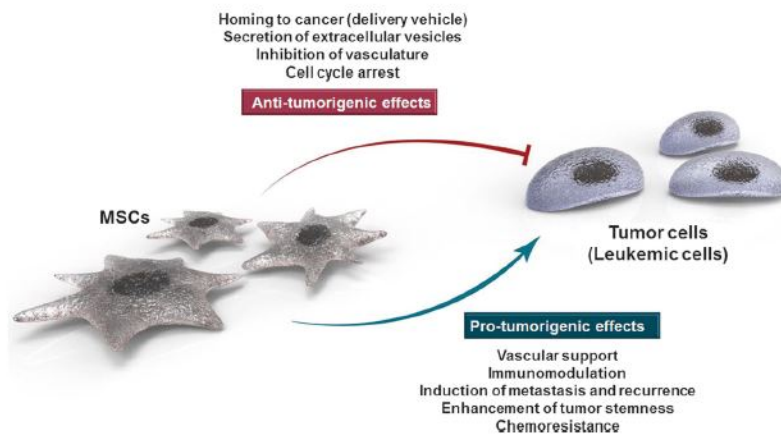 Homing to cancer (delivery vehicle)
Secretion of extracellular vesicles
Inhibition of vasculature
Cell cycle arrest
Anti-tumorigenic effects
MSCs
Tumor cells
(Leukemic cells)
Pro-tumorigenic effects
Vascular support
Immunomodulation
Induction of metastasis and recurrence
Enhancement of tumor stemness
Chemoresistance